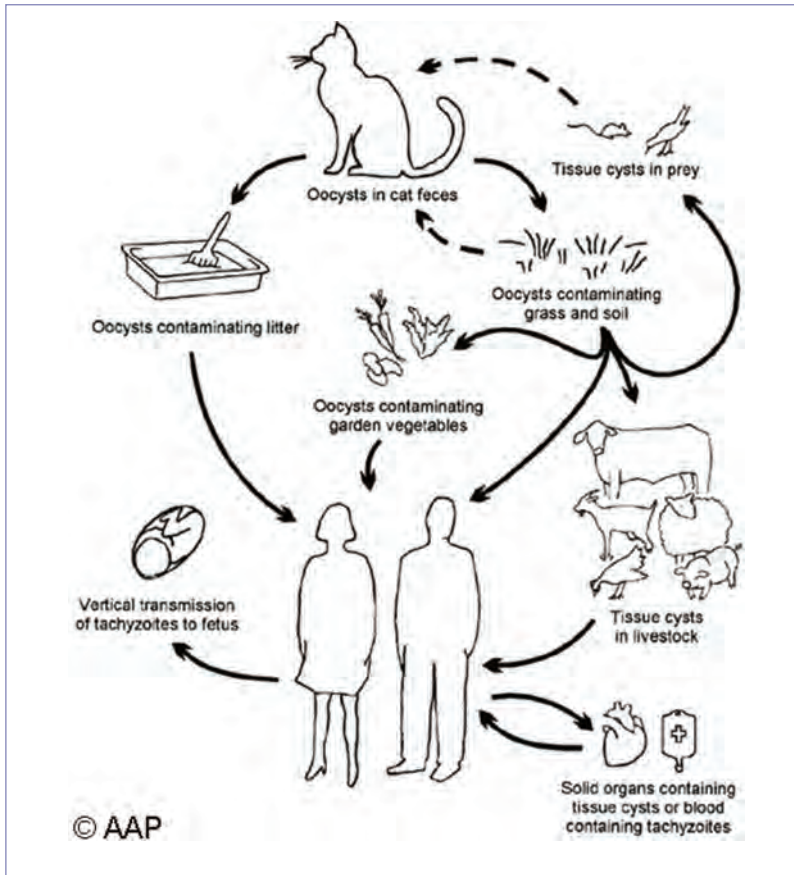 Oocysts in cat feces
Tissue cysts in prey
Oocysts contaminating
grass and soil
Oocysts contaminating litter
Oocysts contaminating
garden vegetables
Vertical transmission
of tachyzoites to fetus
Tissue cysts
in livestock
Solid organs containing
tissue cysts or blood
containing tachyzoites
© AAP